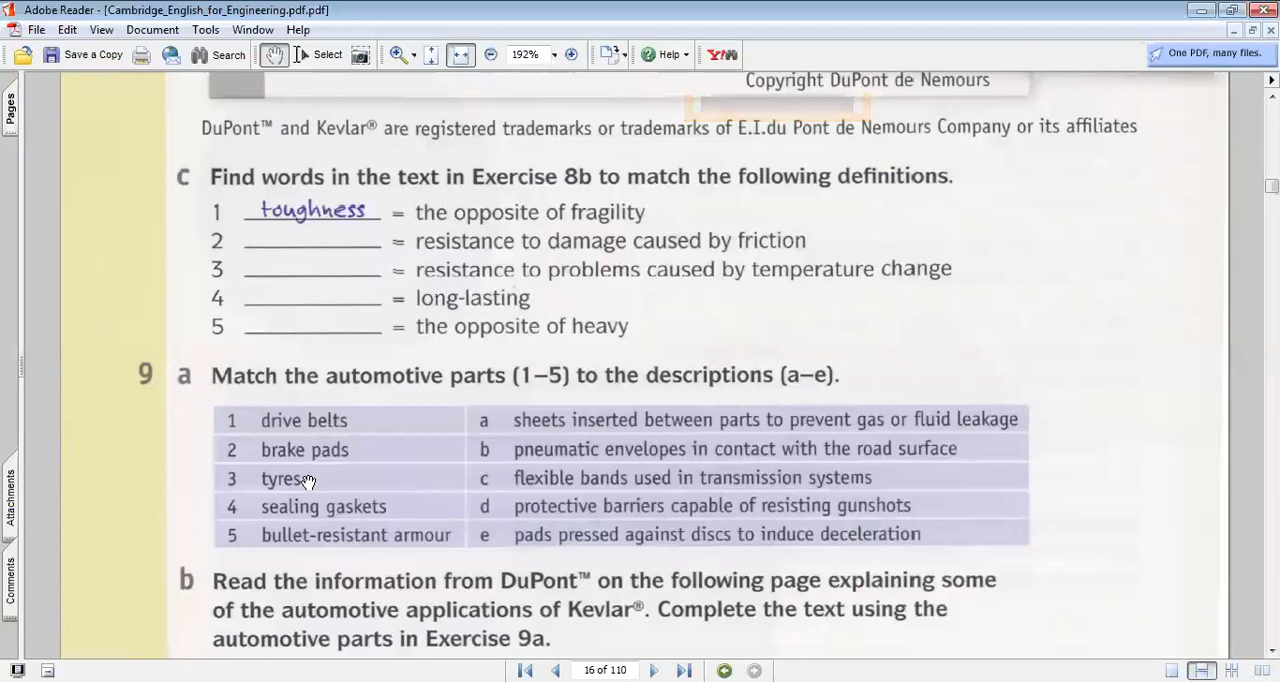 Adobe Reader - [Cambridge_English_for_Engineering.pdf.pdf]
File Edit View Document Tools Window Help
Save a Copy Search Select 192% Help Y!
One PDF, many files.
Pages
Attachments
Comments
Copyright DuPont de Nemours
DuPont™ and Kevlar® are registered trademarks or trademarks of E.I.du Pont de Nemours Company or its affiliates
c Find words in the text in Exercise 8b to match the following definitions.
1 toughness = the opposite of fragility
2 ____________ = resistance to damage caused by friction
3 ____________ = resistance to problems caused by temperature change
4 ____________ = long-lasting
5 ____________ = the opposite of heavy
9 a Match the automotive parts (1–5) to the descriptions (a–e).
1 drive belts a sheets inserted between parts to prevent gas or fluid leakage
2 brake pads b pneumatic envelopes in contact with the road surface
3 tyres c flexible bands used in transmission systems
4 sealing gaskets d protective barriers capable of resisting gunshots
5 bullet-resistant armour e pads pressed against discs to induce deceleration
b Read the information from DuPont™ on the following page explaining some
of the automotive applications of Kevlar®. Complete the text using the
automotive parts in Exercise 9a.
16 of 110